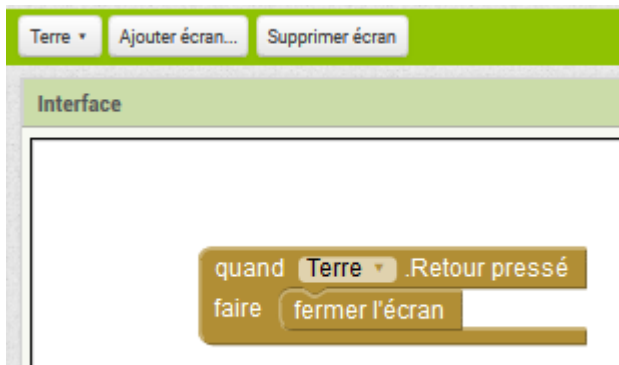 Terre Ajouter écran... Supprimer écran
Interface
quand Terre .Retour pressé
faire fermer l'écran